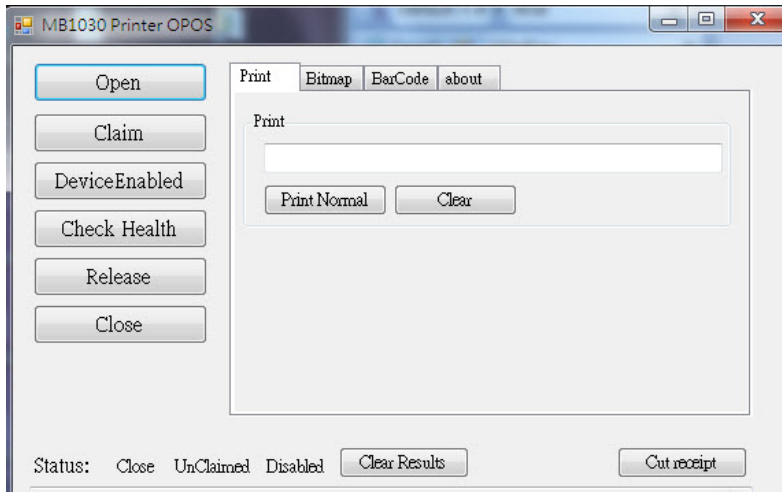 MB1030 Printer OPOS
Open
Claim
DeviceEnabled
Check Health
Release
Close
Print Bitmap BarCode about
Print
Print Normal Clear
Status: Close UnClaimed Disabled Clear Results Cut receipt